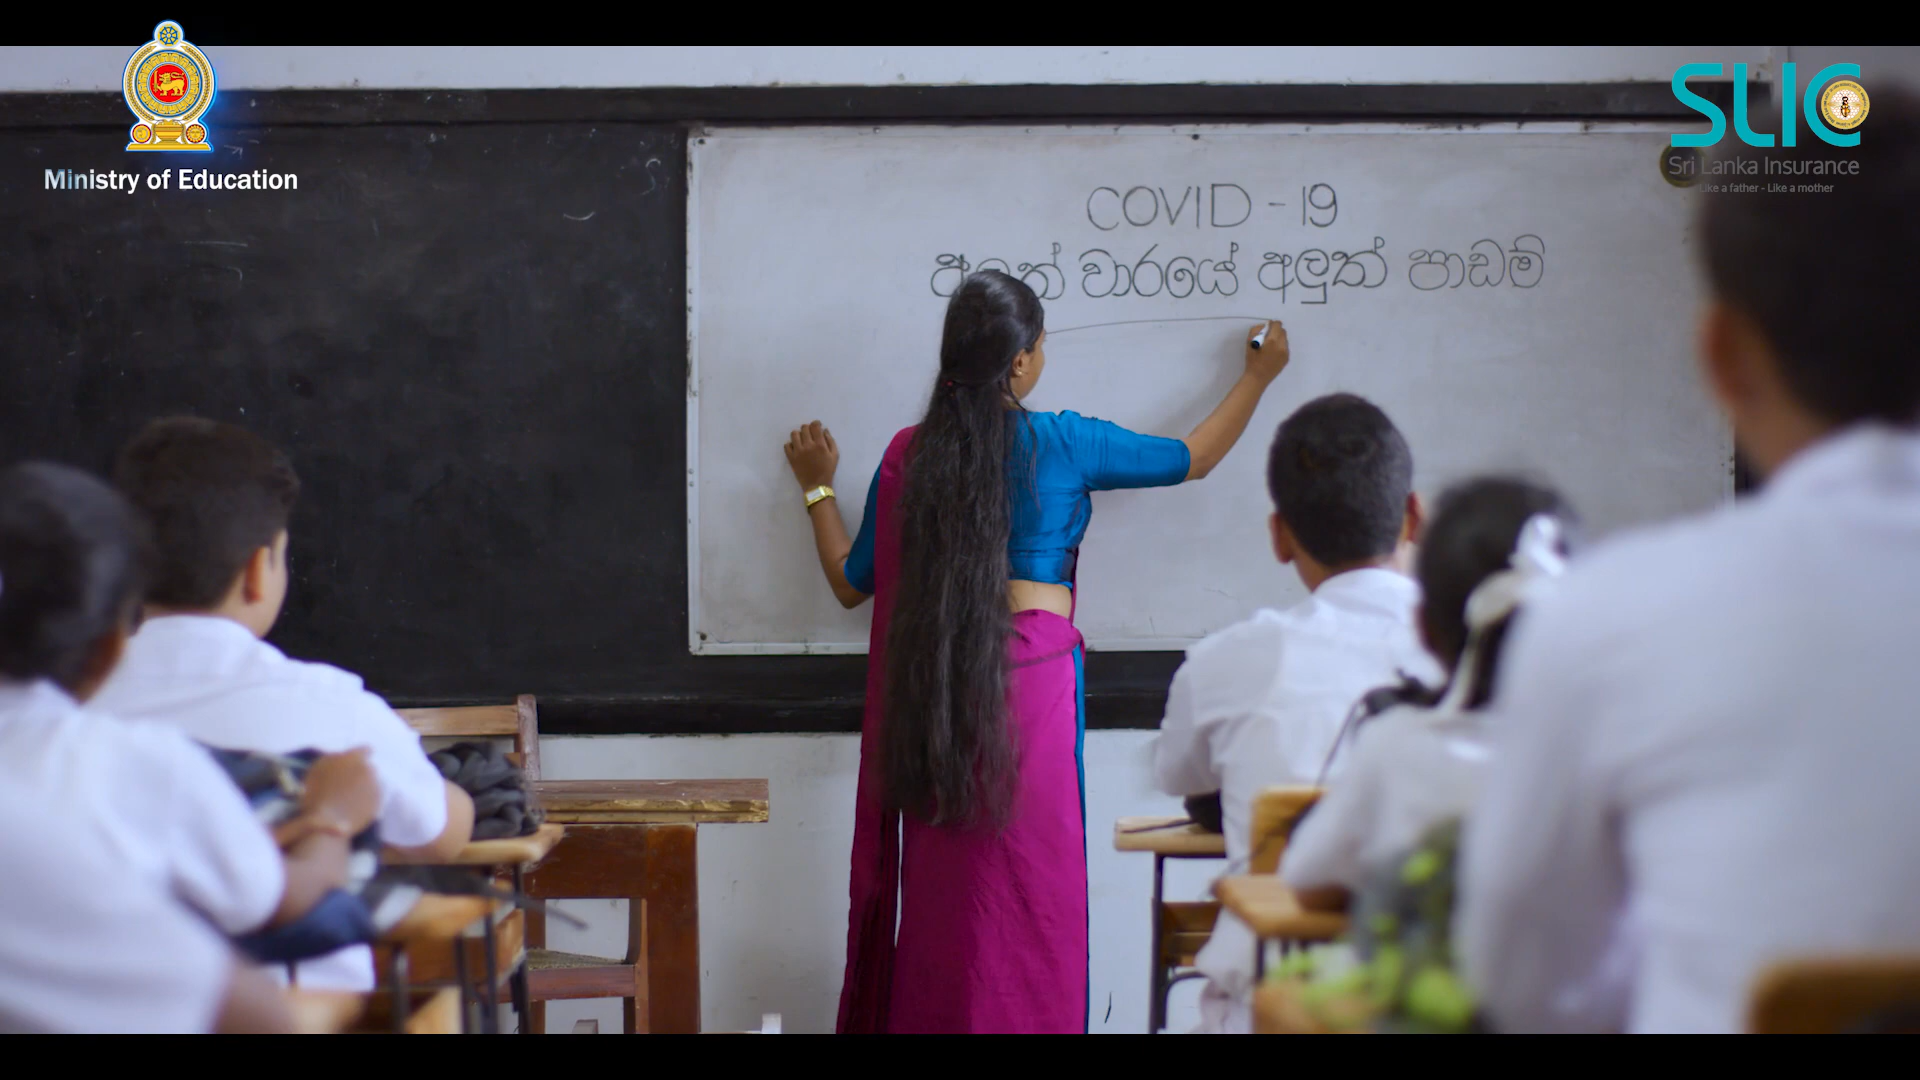 Ministry of Education
SLIC
Sri Lanka Insurance
Like a father - Like a mother
COVID - 19
වාරයේ අලුත් පාඩම්